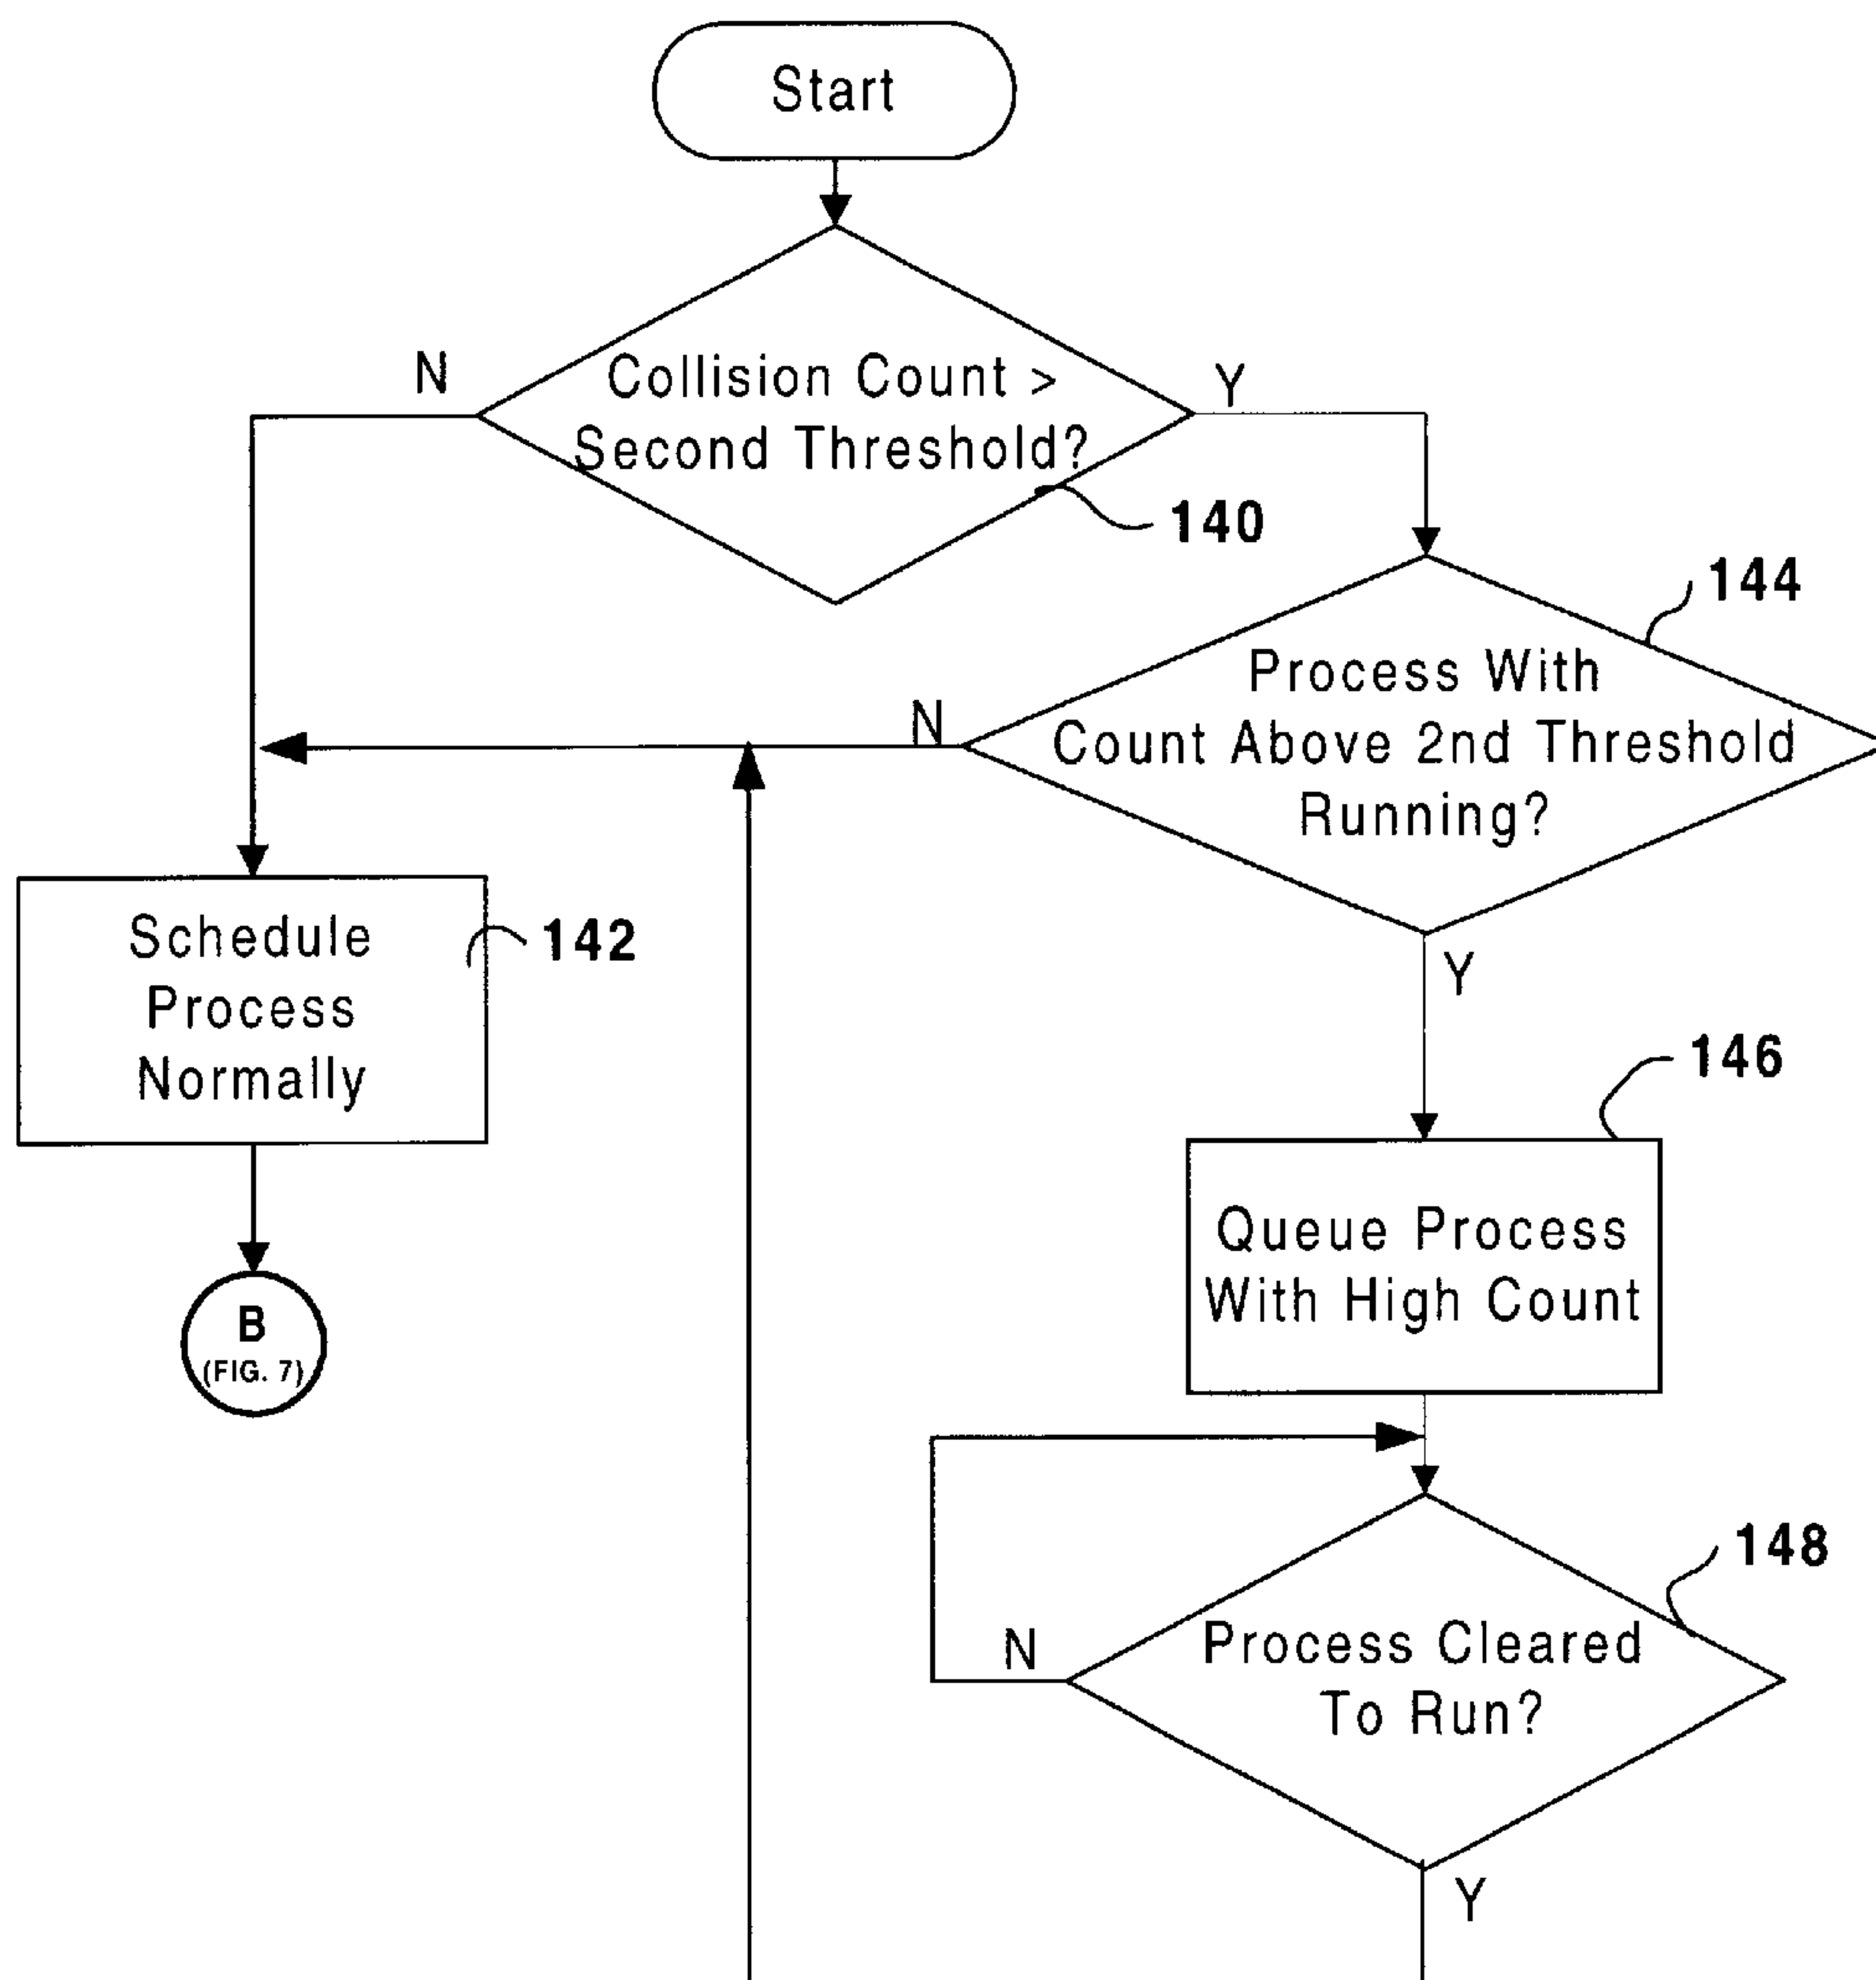 Start
N
Collision Count >
Second Threshold?
Y
140
144
Process With
Count Above 2nd Threshold
Running?
N
Y
Schedule
Process
Normally
142
146
Queue Process
With High Count
B
(FIG. 7)
148
Process Cleared
To Run?
N
Y